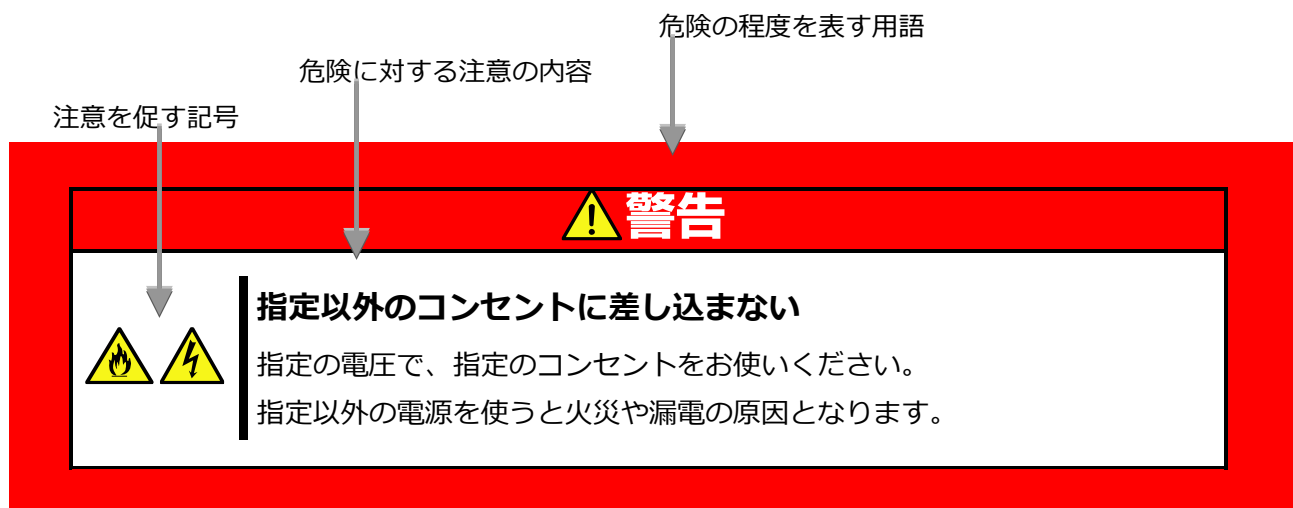 危険の程度を表す用語
危険に対する注意の内容
注意を促す記号
警告
指定以外のコンセントに差し込まない
指定の電圧で、指定のコンセントをお使いください。
指定以外の電源を使うと火災や漏電の原因となります。